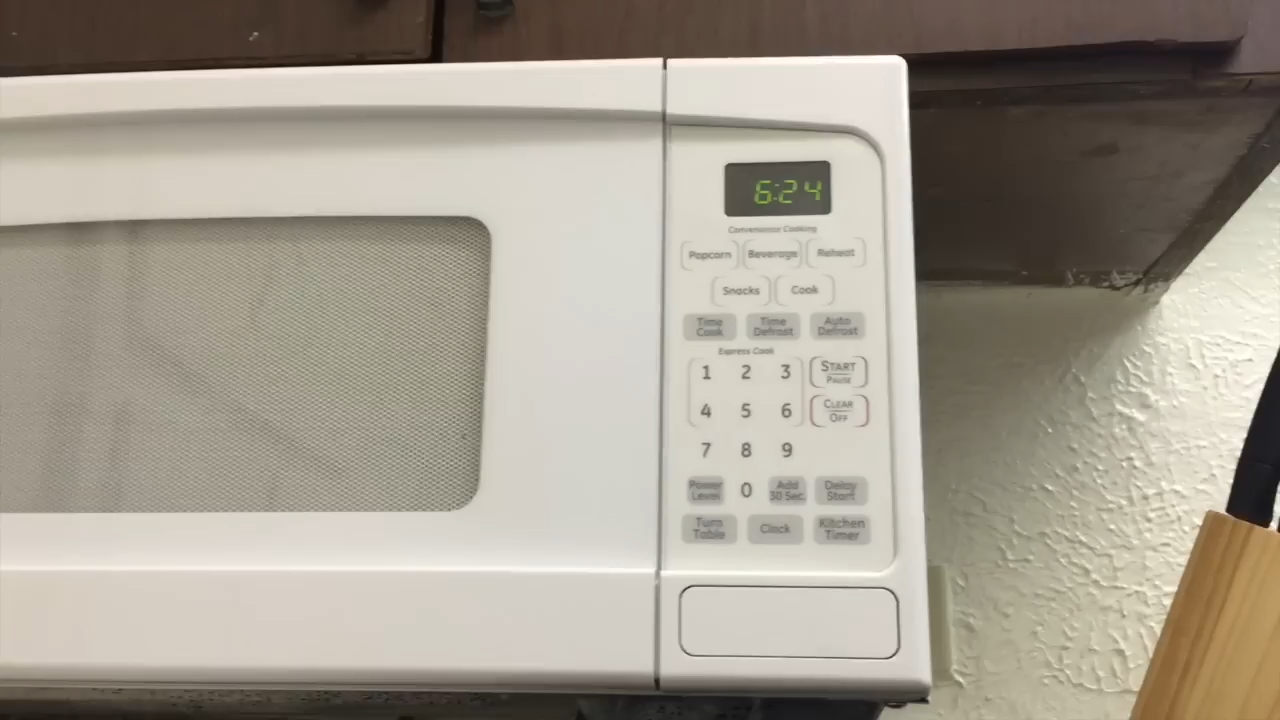 6:24
Convenience Cooking
Popcorn Beverage Reheat
Snacks Cook
Time Cook Time Defrost Auto Defrost
Express Cook
1 2 3 START Pause
4 5 6 CLEAR OFF
7 8 9
Power Level 0 Add 30 Sec. Delay Start
Turn Table Clock Kitchen Timer